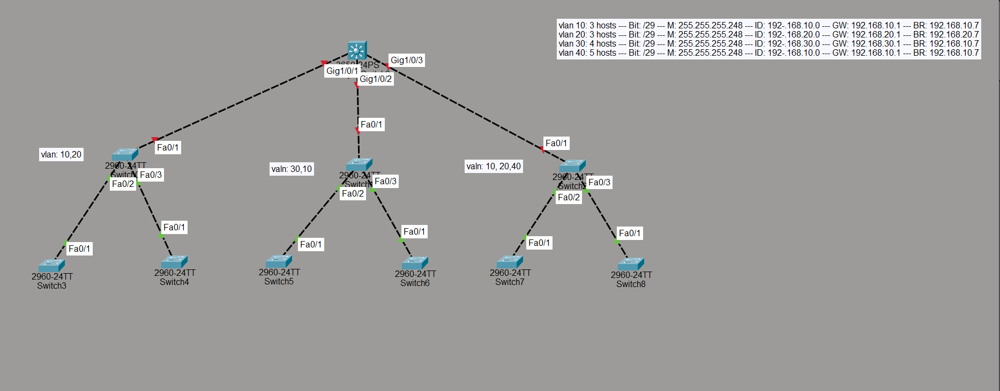 vlan 10: 3 hosts --- Bit: /29 --- M: 255.255.255.248 --- ID: 192-.168.10.0 --- GW: 192.168.10.1 --- BR: 192.168.10.7
vlan 20: 3 hosts --- Bit: /29 --- M: 255.255.255.248 --- ID: 192-.168.20.0 --- GW: 192.168.20.1 --- BR: 192.168.20.7
vlan 30: 4 hosts --- Bit: /29 --- M: 255.255.255.248 --- ID: 192-.168.30.0 --- GW: 192.168.30.1 --- BR: 192.168.10.7
vlan 40: 5 hosts --- Bit: /29 --- M: 255.255.255.248 --- ID: 192-.168.10.0 --- GW: 192.168.10.1 --- BR: 192.168.10.7
Gig1/0/3
Gig1/0/1
Gig1/0/2
Fa0/1
Fa0/1
Fa0/1
vlan: 10,20
valn: 30,10
valn: 10, 20,40
2960-24TT
Fa0/3
Fa0/2
2960-24TT
Fa0/3
Fa0/2
2960-24TT
Fa0/3
Fa0/2
Fa0/1
Fa0/1
Fa0/1
Fa0/1
Fa0/1
Fa0/1
2960-24TT
Switch3
2960-24TT
Switch4
2960-24TT
Switch5
2960-24TT
Switch6
2960-24TT
Switch7
2960-24TT
Switch8